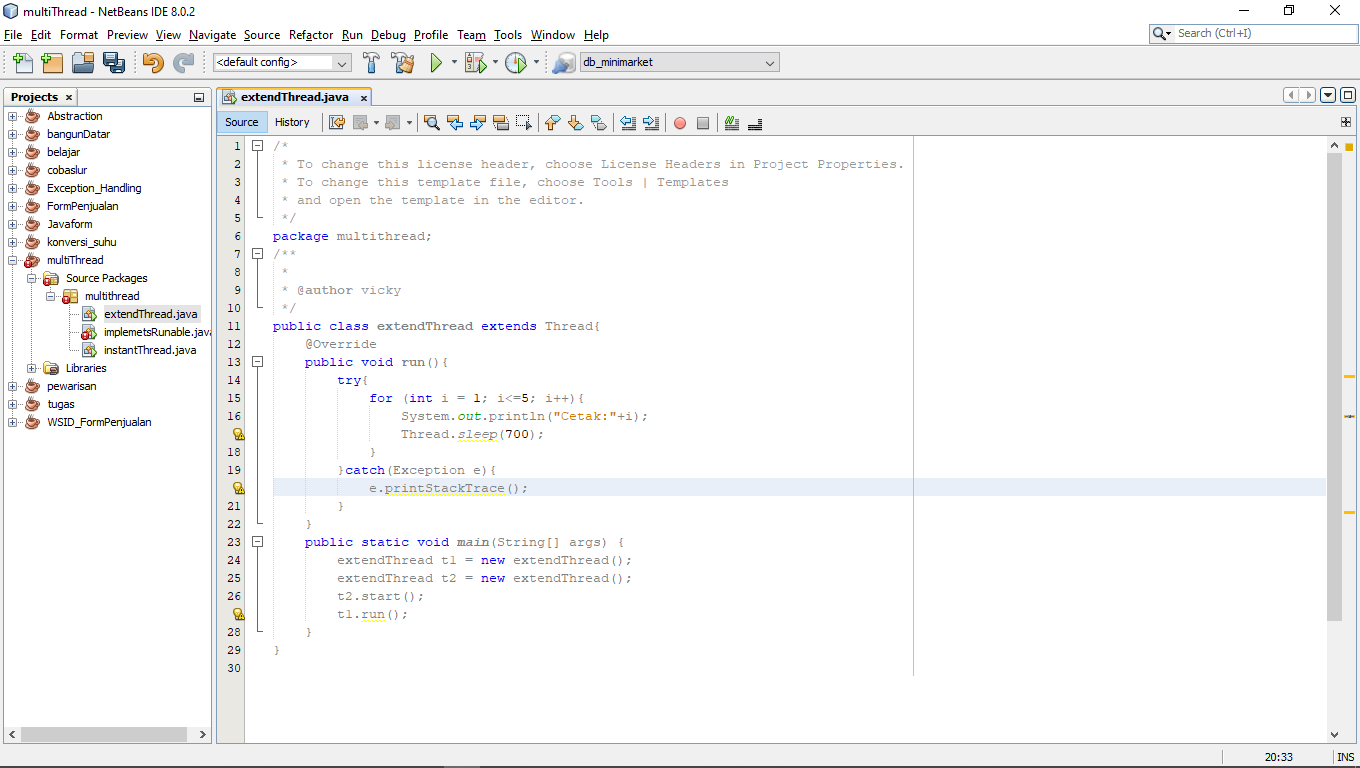 multiThread - NetBeans IDE 8.0.2
File Edit Format Preview View Navigate Source Refactor Run Debug Profile Team Tools Window Help
Search (Ctrl+I)
<default config>
db_minimarket
Projects
Abstraction
bangunDatar
belajar
cobaslur
Exception_Handling
FormPenjualan
Javaform
konversi_suhu
multiThread
Source Packages
multithread
extendThread.java
implemetsRunable.java
instantThread.java
Libraries
pewarisan
tugas
WSID_FormPenjualan
extendThread.java
Source History
1 /*
2 * To change this license header, choose License Headers in Project Properties.
3 * To change this template file, choose Tools | Templates
4 * and open the template in the editor.
5 */
6 package multithread;
7 /**
8 *
9 * @author vicky
10 */
11 public class extendThread extends Thread{
12 @Override
13 public void run(){
14 try{
15 for (int i = 1; i<=5; i++){
16 System.out.println("Cetak:"+i);
Thread.sleep(700);
18 }
19 }catch(Exception e){
e.printStackTrace();
21 }
22 }
23 public static void main(String[] args) {
24 extendThread t1 = new extendThread();
25 extendThread t2 = new extendThread();
26 t2.start();
t1.run();
28 }
29 }
30
20:33 INS